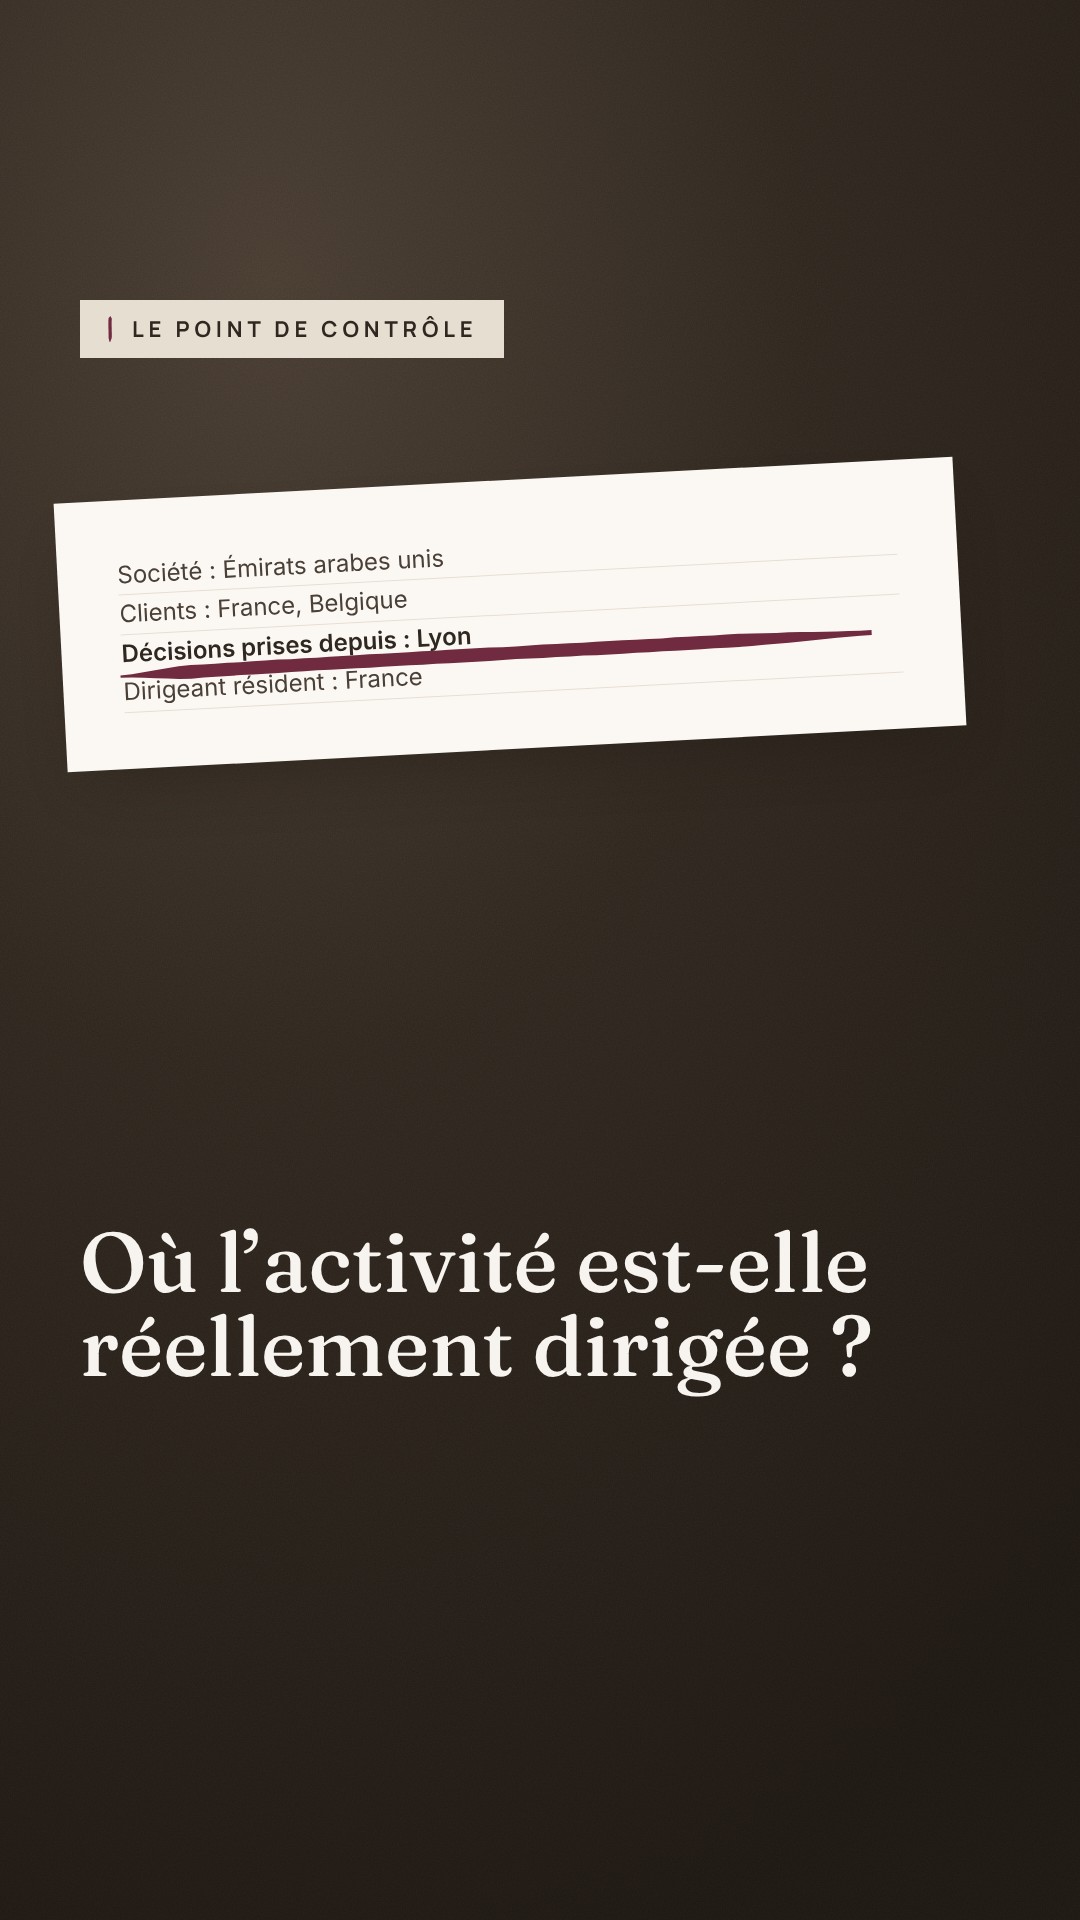 LE POINT DE CONTRÔLE
Société : Émirats arabes unis
Clients : France, Belgique
Décisions prises depuis : Lyon
Dirigeant résident : France
Où l’activité est-elle
réellement dirigée ?